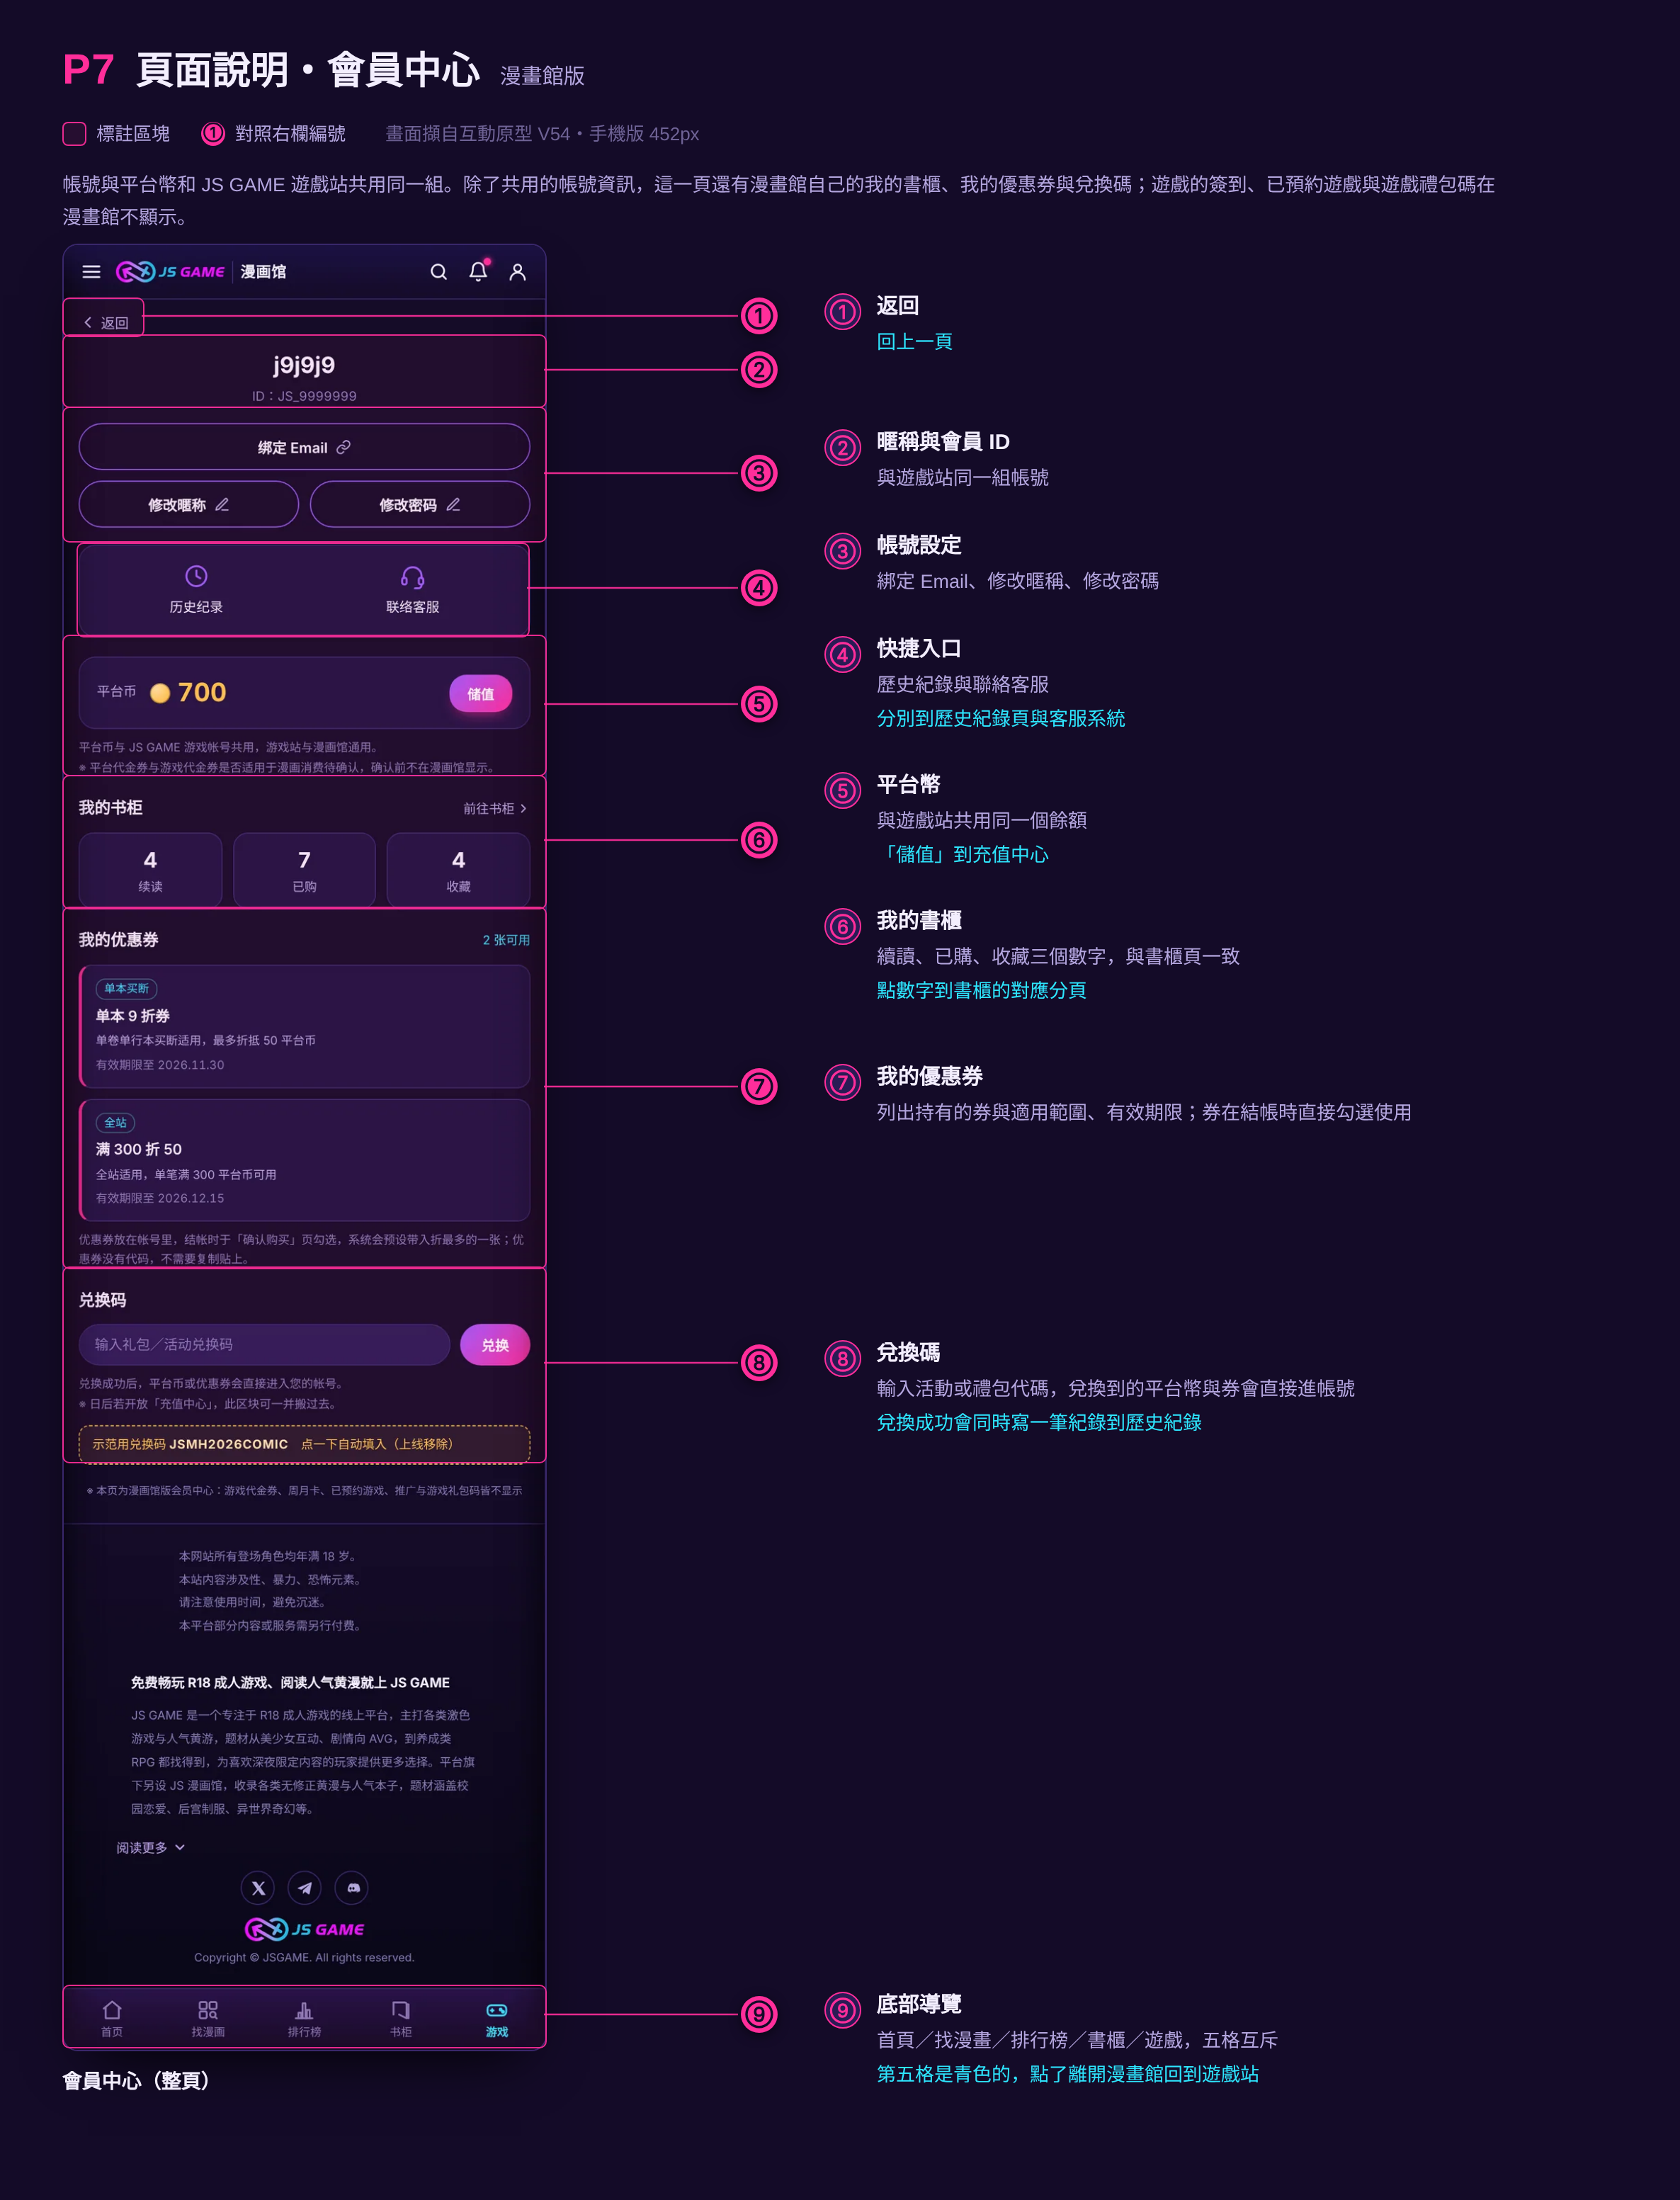 P7 頁面說明・會員中心 漫畫館版
標註區塊 ① 對照右欄編號 畫面擷自互動原型 V54・手機版 452px
帳號與平台幣和 JS GAME 遊戲站共用同一組。除了共用的帳號資訊，這一頁還有漫畫館自己的我的書櫃、我的優惠券與兌換碼；遊戲的簽到、已預約遊戲與遊戲禮包碼在
漫畫館不顯示。
JS GAME 漫画馆
返回
j9j9j9
ID：JS_9999999
绑定 Email
修改暱称 修改密码
历史纪录 联络客服
平台币 700 储值
平台币与 JS GAME 游戏帐号共用，游戏站与漫画馆通用。
※ 平台代金券与游戏代金券是否适用于漫画消费待确认，确认前不在漫画馆显示。
我的书柜 前往书柜
4 7 4
续读 已购 收藏
我的优惠券 2 张可用
单本买断
单本 9 折券
单卷单行本买断适用，最多折抵 50 平台币
有效期限至 2026.11.30
全站
满 300 折 50
全站适用，单笔满 300 平台币可用
有效期限至 2026.12.15
优惠券放在帐号里，结帐时于「确认购买」页勾选，系统会预设带入折最多的一张；优
惠券没有代码，不需要复制贴上。
兑换码
输入礼包／活动兑换码 兑换
兑换成功后，平台币或优惠券会直接进入您的帐号。
※ 日后若开放「充值中心」，此区块可一并搬过去。
示范用兑换码 JSMH2026COMIC 点一下自动填入（上线移除）
※ 本页为漫画馆版会员中心：游戏代金券、周月卡、已预约游戏、推广与游戏礼包码皆不显示
本网站所有登场角色均年满 18 岁。
本站内容涉及性、暴力、恐怖元素。
请注意使用时间，避免沉迷。
本平台部分内容或服务需另行付费。
免费畅玩 R18 成人游戏、阅读人气黄漫就上 JS GAME
JS GAME 是一个专注于 R18 成人游戏的线上平台，主打各类激色
游戏与人气黄游，题材从美少女互动、剧情向 AVG，到养成类
RPG 都找得到，为喜欢深夜限定内容的玩家提供更多选择。平台旗
下另设 JS 漫画馆，收录各类无修正黄漫与人气本子，题材涵盖校
园恋爱、后宫制服、异世界奇幻等。
阅读更多
JS GAME
Copyright © JSGAME. All rights reserved.
首页 找漫画 排行榜 书柜 游戏
會員中心（整頁）
①
②
③
④
⑤
⑥
⑦
⑧
⑨
① 返回
回上一頁
② 暱稱與會員 ID
與遊戲站同一組帳號
③ 帳號設定
綁定 Email、修改暱稱、修改密碼
④ 快捷入口
歷史紀錄與聯絡客服
分別到歷史紀錄頁與客服系統
⑤ 平台幣
與遊戲站共用同一個餘額
「儲值」到充值中心
⑥ 我的書櫃
續讀、已購、收藏三個數字，與書櫃頁一致
點數字到書櫃的對應分頁
⑦ 我的優惠券
列出持有的券與適用範圍、有效期限；券在結帳時直接勾選使用
⑧ 兌換碼
輸入活動或禮包代碼，兌換到的平台幣與券會直接進帳號
兌換成功會同時寫一筆紀錄到歷史紀錄
⑨ 底部導覽
首頁／找漫畫／排行榜／書櫃／遊戲，五格互斥
第五格是青色的，點了離開漫畫館回到遊戲站